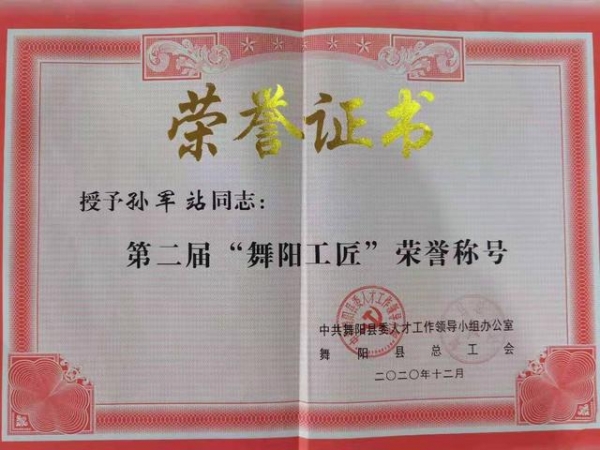 荣誉证书
授予孙军站同志：
第二届“舞阳工匠”荣誉称号
中共舞阳县委人才工作领导小组办公室
舞阳县总工会
二〇二〇年十二月